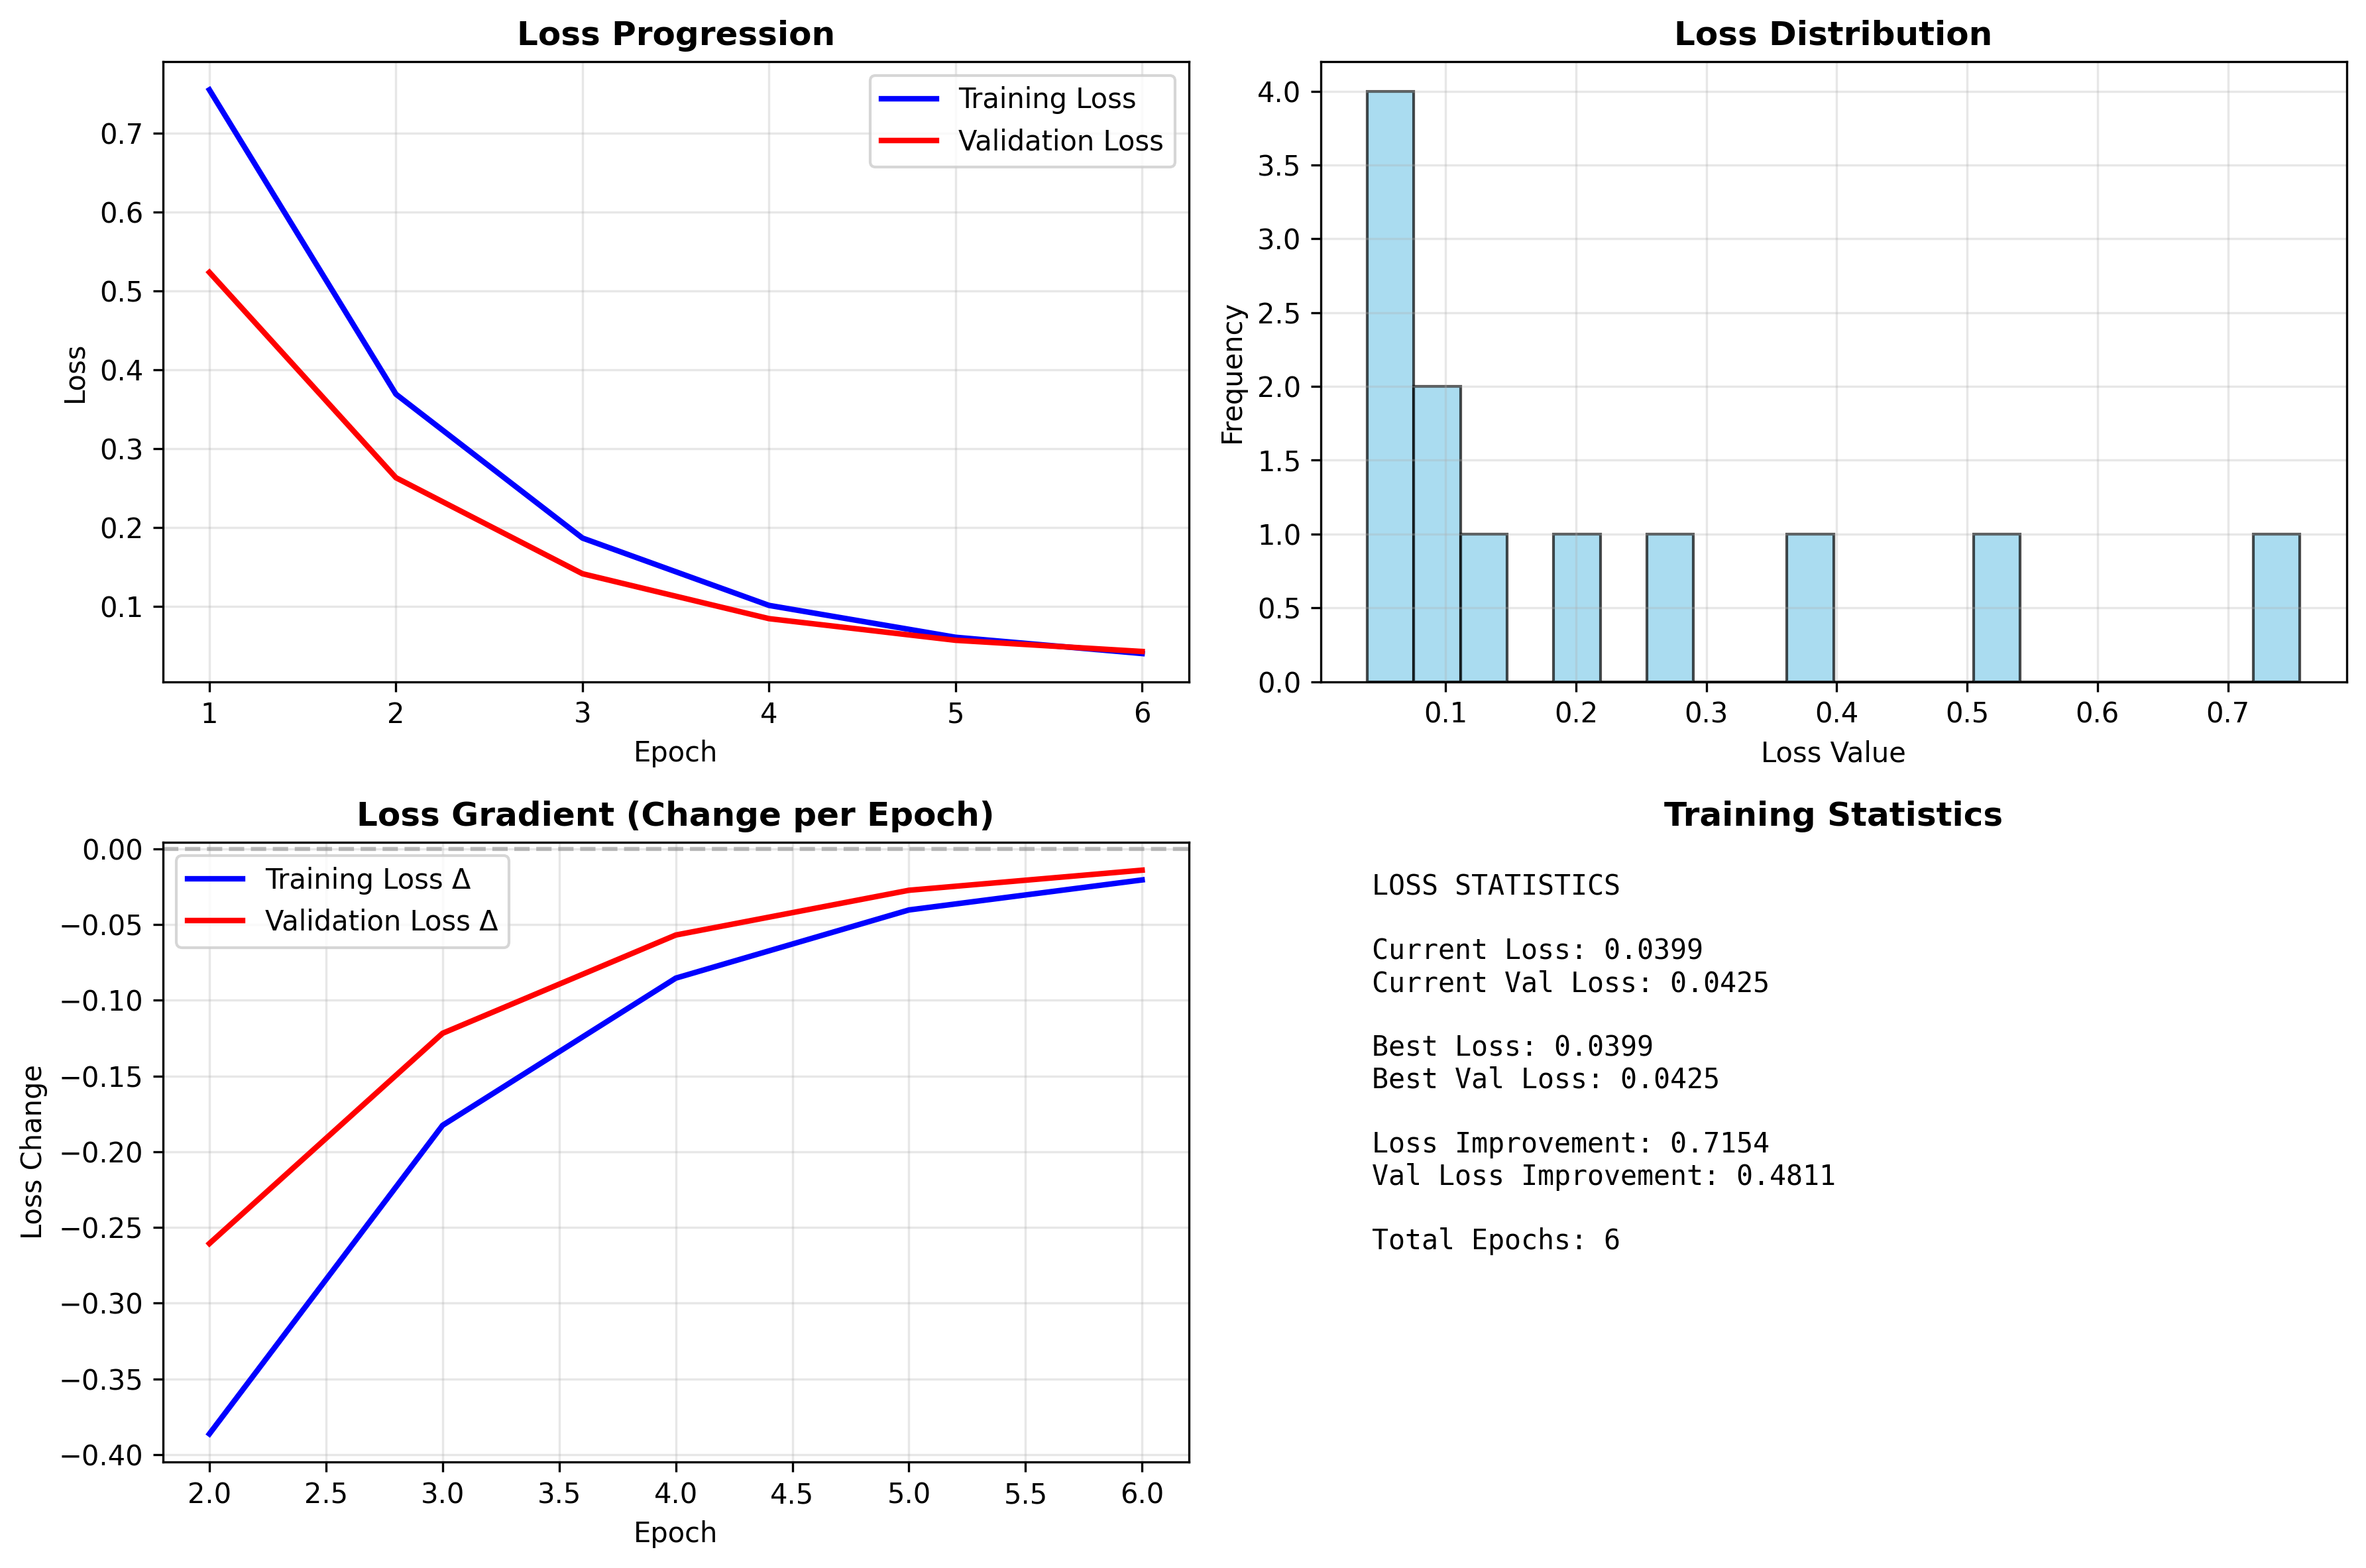 Loss Progression
Training Loss
Validation Loss
0.7
0.6
0.5
0.4
0.3
0.2
0.1
Loss
1 2 3 4 5 6
Epoch
Loss Distribution
4.0
3.5
3.0
2.5
2.0
1.5
1.0
0.5
0.0
Frequency
0.1 0.2 0.3 0.4 0.5 0.6 0.7
Loss Value
Loss Gradient (Change per Epoch)
Training Loss Δ
Validation Loss Δ
0.00
−0.05
−0.10
−0.15
−0.20
−0.25
−0.30
−0.35
−0.40
Loss Change
2.0 2.5 3.0 3.5 4.0 4.5 5.0 5.5 6.0
Epoch
Training Statistics
LOSS STATISTICS
Current Loss: 0.0399
Current Val Loss: 0.0425
Best Loss: 0.0399
Best Val Loss: 0.0425
Loss Improvement: 0.7154
Val Loss Improvement: 0.4811
Total Epochs: 6